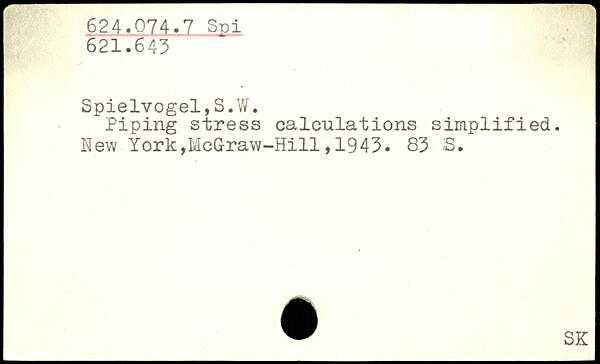 624.074.7 Spi
621.643
Spielvogel,S.W.
Piping stress calculations simplified.
New York,McGraw-Hill,1943. 83 S.
SK